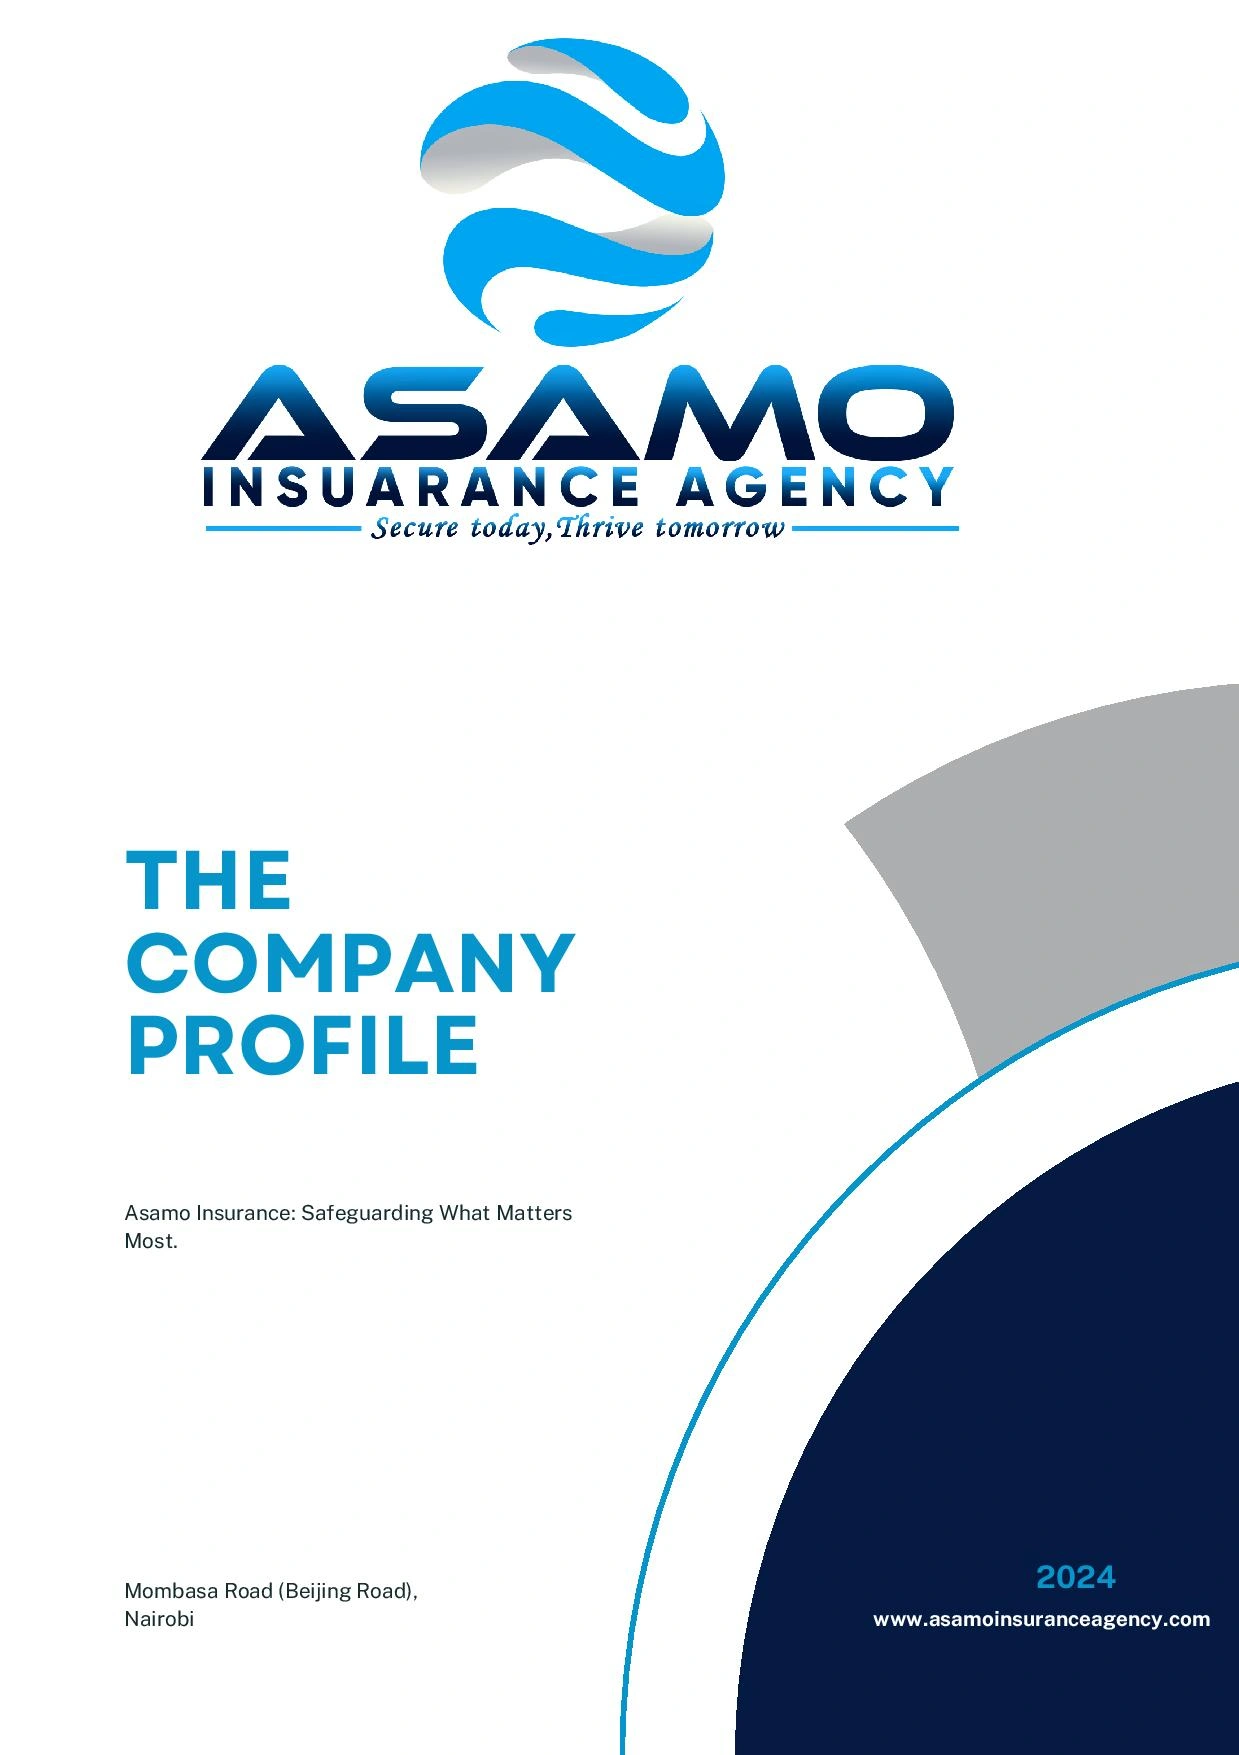 ASAMO
INSUARANCE AGENCY
Secure today,Thrive tomorrow
THE
COMPANY
PROFILE
Asamo Insurance: Safeguarding What Matters
Most.
Mombasa Road (Beijing Road),
Nairobi
2024
www.asamoinsuranceagency.com